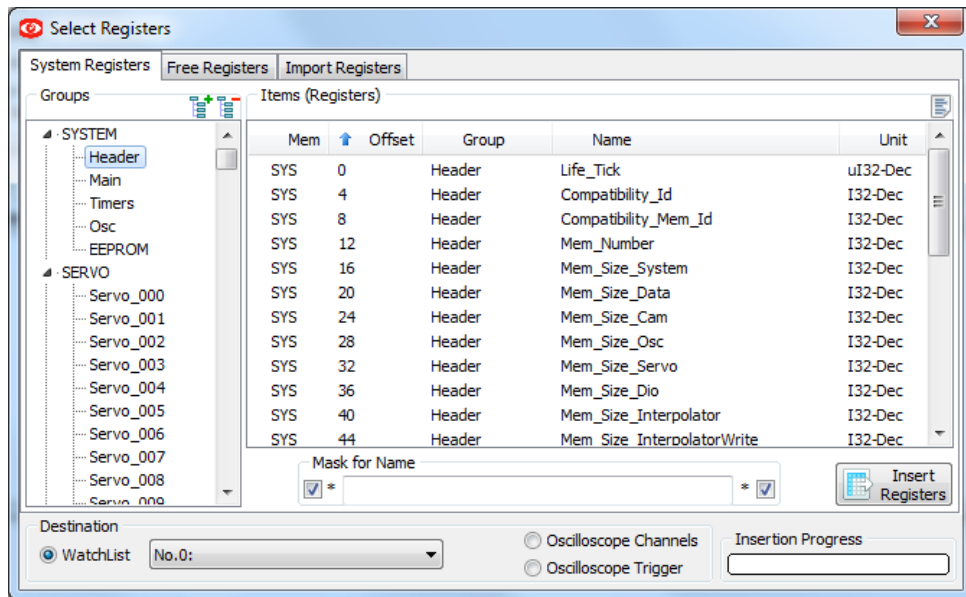 Select Registers
System Registers Free Registers Import Registers
Groups
SYSTEM
Header
Main
Timers
Osc
EEPROM
SERVO
Servo_000
Servo_001
Servo_002
Servo_003
Servo_004
Servo_005
Servo_006
Servo_007
Servo_008
Servo_009
Items (Registers)
Mem Offset Group Name Unit
SYS 0 Header Life_Tick uI32-Dec
SYS 4 Header Compatibility_Id I32-Dec
SYS 8 Header Compatibility_Mem_Id I32-Dec
SYS 12 Header Mem_Number I32-Dec
SYS 16 Header Mem_Size_System I32-Dec
SYS 20 Header Mem_Size_Data I32-Dec
SYS 24 Header Mem_Size_Cam I32-Dec
SYS 28 Header Mem_Size_Osc I32-Dec
SYS 32 Header Mem_Size_Servo I32-Dec
SYS 36 Header Mem_Size_Dio I32-Dec
SYS 40 Header Mem_Size_Interpolator I32-Dec
SYS 44 Header Mem_Size_InterpolatorWrite I32-Dec
Mask for Name
* *
Insert
Registers
Destination
WatchList No.0:
Oscilloscope Channels
Oscilloscope Trigger
Insertion Progress